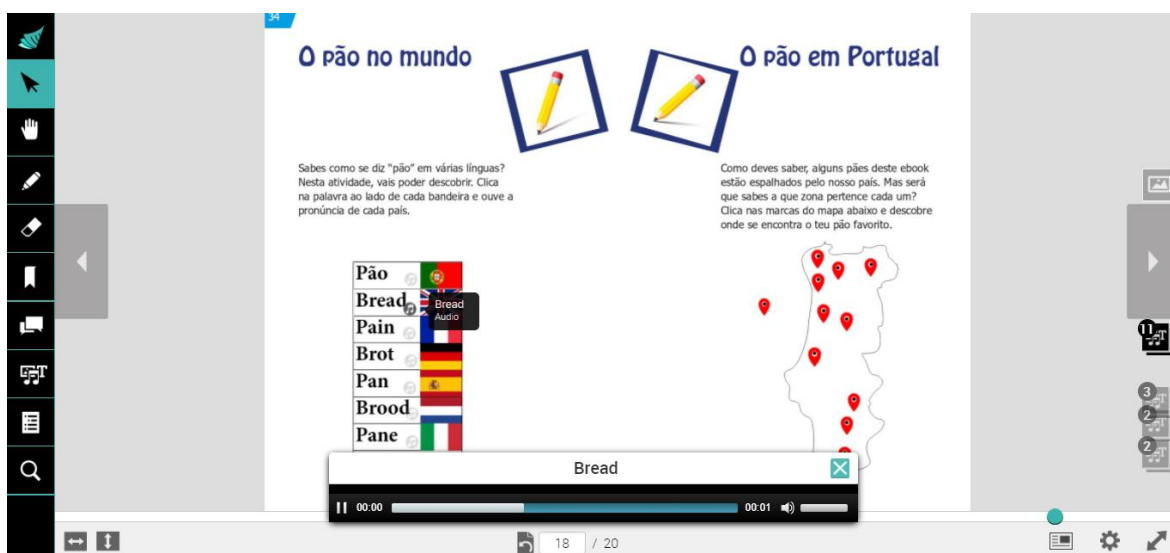 34
O pão no mundo
O pão em Portugal
Sabes como se diz "pão" em várias línguas?
Nesta atividade, vais poder descobrir. Clica
na palavra ao lado de cada bandeira e ouve a
pronúncia de cada país.
Como deves saber, alguns pães deste ebook
estão espalhados pelo nosso país. Mas será
que sabes a que zona pertence cada um?
Clica nas marcas do mapa abaixo e descobre
onde se encontra o teu pão favorito.
Pão
Bread
Bread
Audio
Pain
Brot
Pan
Brood
Pane
11
T
3
2
2
Bread
00:00
00:01
18 / 20